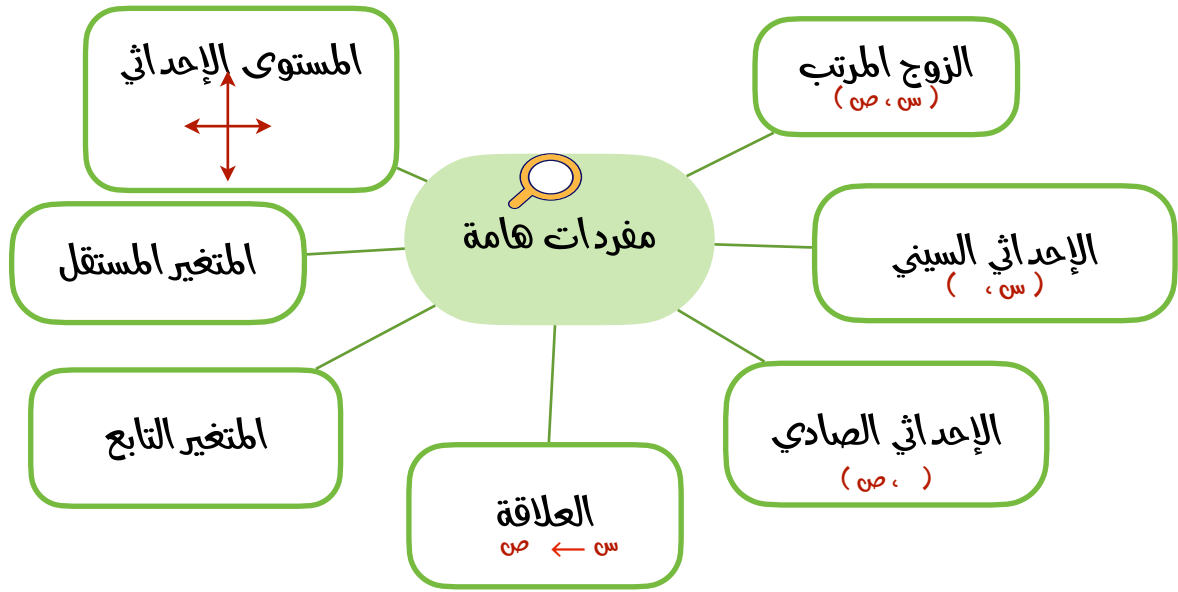 مفردات هامة
الزوج المرتب
( س ، ص )
الإحداثي السيني
( س ، )
الإحداثي الصادي
( ، ص )
العلاقة
س ← ص
المتغير التابع
المتغير المستقل
المستوى الإحداثي